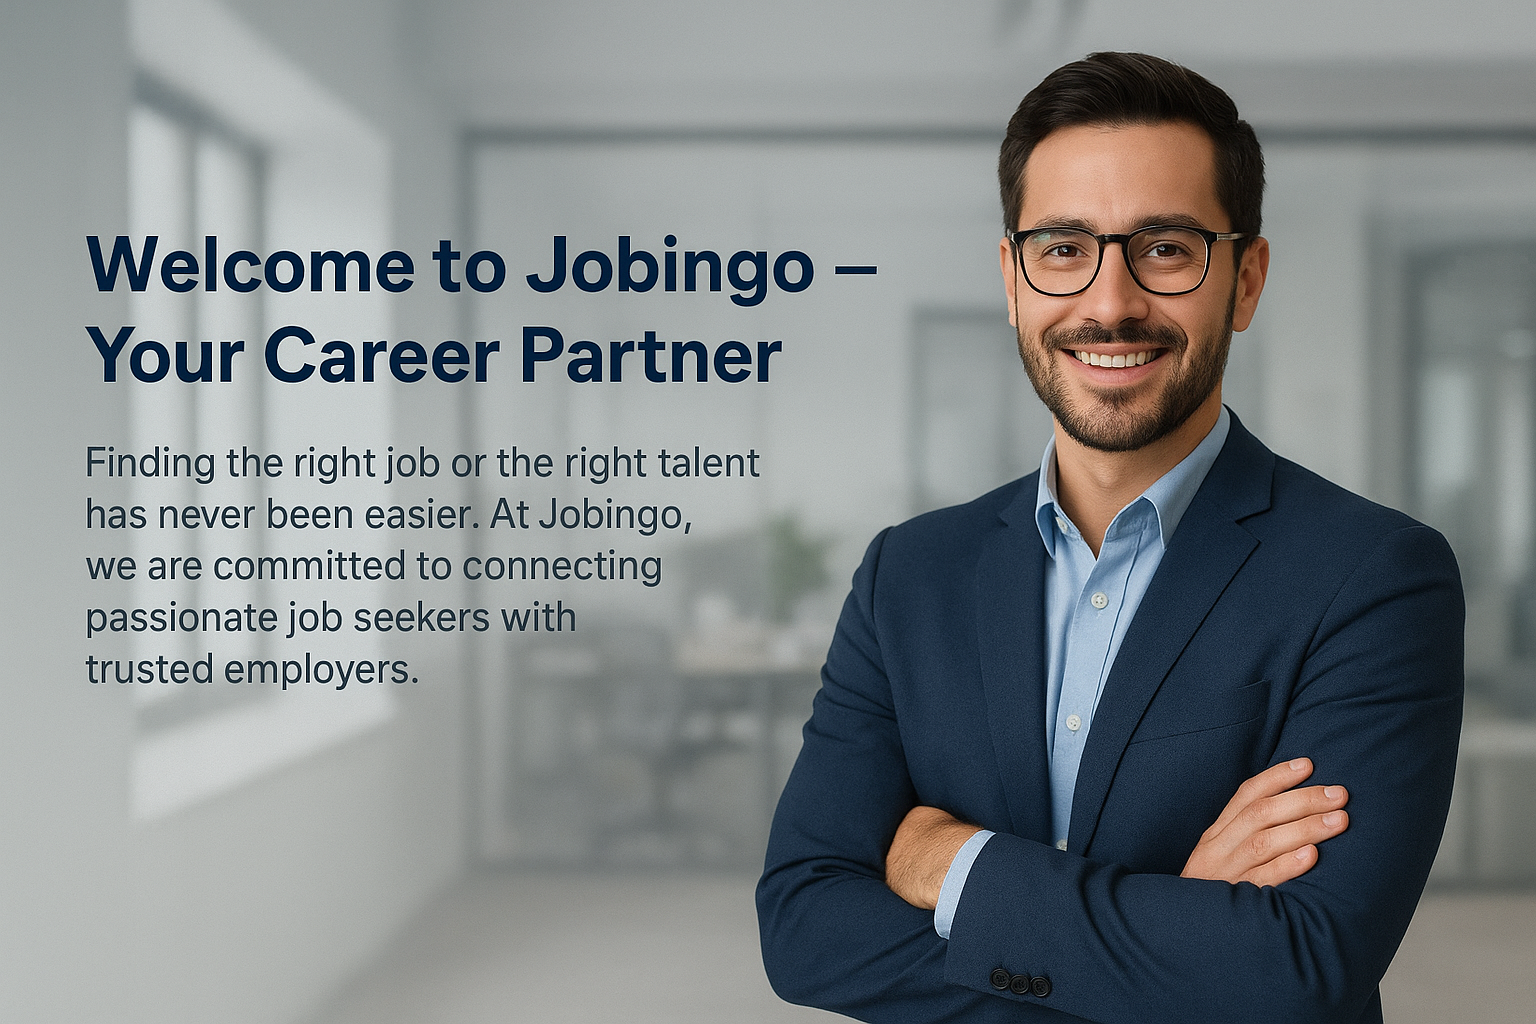 Welcome to Jobingo –
Your Career Partner
Finding the right job or the right talent
has never been easier. At Jobingo,
we are committed to connecting
passionate job seekers with
trusted employers.